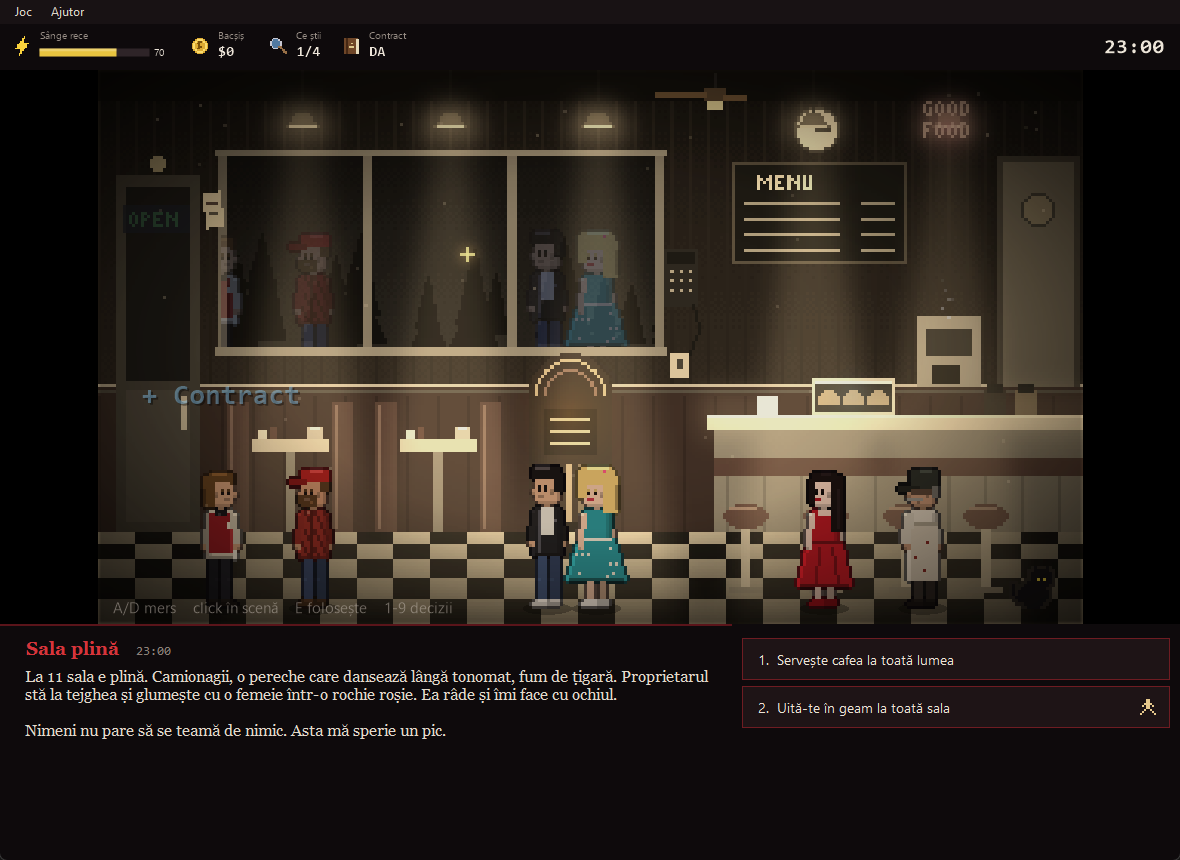 Joc Ajutor
Sânge rece
70
Bacșiș
$0
Ce știi
1/4
Contract
DA
23:00
GOOD
FOOD
MENU
OPEN
+ Contract
A/D mers click în scenă E folosește 1-9 decizii
Sala plină 23:00
La 11 sala e plină. Camionagii, o pereche care dansează lângă tonomat, fum de țigară. Proprietarul
stă la tejghea și glumește cu o femeie într-o rochie roșie. Ea râde și îmi face cu ochiul.
Nimeni nu pare să se teamă de nimic. Asta mă sperie un pic.
1. Servește cafea la toată lumea
2. Uită-te în geam la toată sala